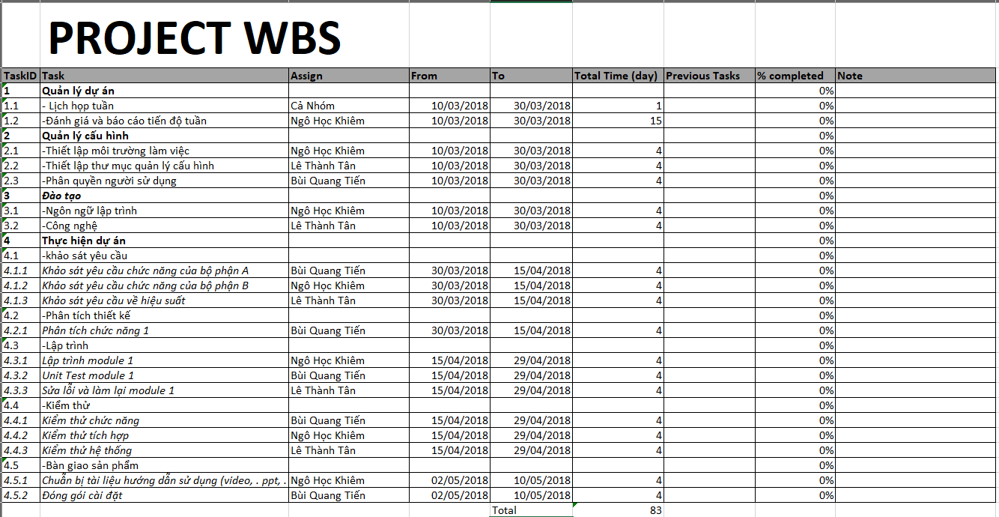 PROJECT WBS
TaskID Task Assign From To Total Time (day) Previous Tasks % completed Note
1 Quản lý dự án 0%
1.1 - Lịch họp tuần Cả Nhóm 10/03/2018 30/03/2018 1 0%
1.2 -Đánh giá và báo cáo tiến độ tuần Ngô Học Khiêm 10/03/2018 30/03/2018 15 0%
2 Quản lý cấu hình 0%
2.1 -Thiết lập môi trường làm việc Ngô Học Khiêm 10/03/2018 30/03/2018 4 0%
2.2 -Thiết lập thư mục quản lý cấu hình Lê Thành Tân 10/03/2018 30/03/2018 4 0%
2.3 -Phân quyền người sử dụng Bùi Quang Tiến 10/03/2018 30/03/2018 4 0%
3 Đào tạo 0%
3.1 -Ngôn ngữ lập trình Ngô Học Khiêm 10/03/2018 30/03/2018 4 0%
3.2 -Công nghệ Lê Thành Tân 10/03/2018 30/03/2018 4 0%
4 Thực hiện dự án 0%
4.1 -khảo sát yêu cầu 0%
4.1.1 Khảo sát yêu cầu chức năng của bộ phận A Bùi Quang Tiến 30/03/2018 15/04/2018 4 0%
4.1.2 Khảo sát yêu cầu chức năng của bộ phận B Ngô Học Khiêm 30/03/2018 15/04/2018 4 0%
4.1.3 Khảo sát yêu cầu về hiệu suất Lê Thành Tân 30/03/2018 15/04/2018 4 0%
4.2 -Phân tích thiết kế 0%
4.2.1 Phân tích chức năng 1 Bùi Quang Tiến 30/03/2018 15/04/2018 4 0%
4.3 -Lập trình 0%
4.3.1 Lập trình module 1 Ngô Học Khiêm 15/04/2018 29/04/2018 4 0%
4.3.2 Unit Test module 1 Bùi Quang Tiến 15/04/2018 29/04/2018 4 0%
4.3.3 Sửa lỗi và làm lại module 1 Lê Thành Tân 15/04/2018 29/04/2018 4 0%
4.4 -Kiểm thử 0%
4.4.1 Kiểm thử chức năng Bùi Quang Tiến 15/04/2018 29/04/2018 4 0%
4.4.2 Kiểm thử tích hợp Ngô Học Khiêm 15/04/2018 29/04/2018 4 0%
4.4.3 Kiểm thử hệ thống Lê Thành Tân 15/04/2018 29/04/2018 4 0%
4.5 -Bàn giao sản phẩm 0%
4.5.1 Chuẩn bị tài liệu hướng dẫn sử dụng (video, . ppt, . Ngô Học Khiêm 02/05/2018 10/05/2018 4 0%
4.5.2 Đóng gói cài đặt Bùi Quang Tiến 02/05/2018 10/05/2018 4 0%
Total 83